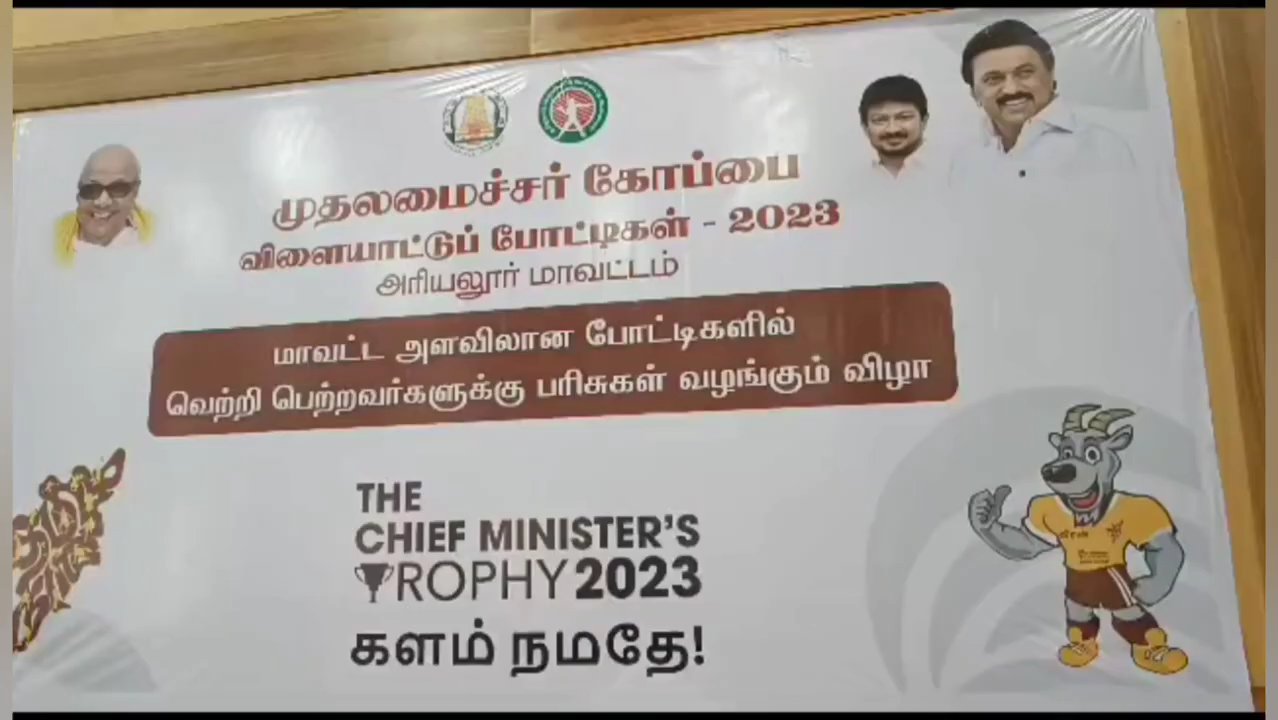 முதலமைச்சர் கோப்பை
விளையாட்டுப் போட்டிகள் - 2023
அரியலூர் மாவட்டம்
மாவட்ட அளவிலான போட்டிகளில்
வெற்றி பெற்றவர்களுக்கு பரிசுகள் வழங்கும் விழா
THE
CHIEF MINISTER'S
TROPHY 2023
களம் நமதே!